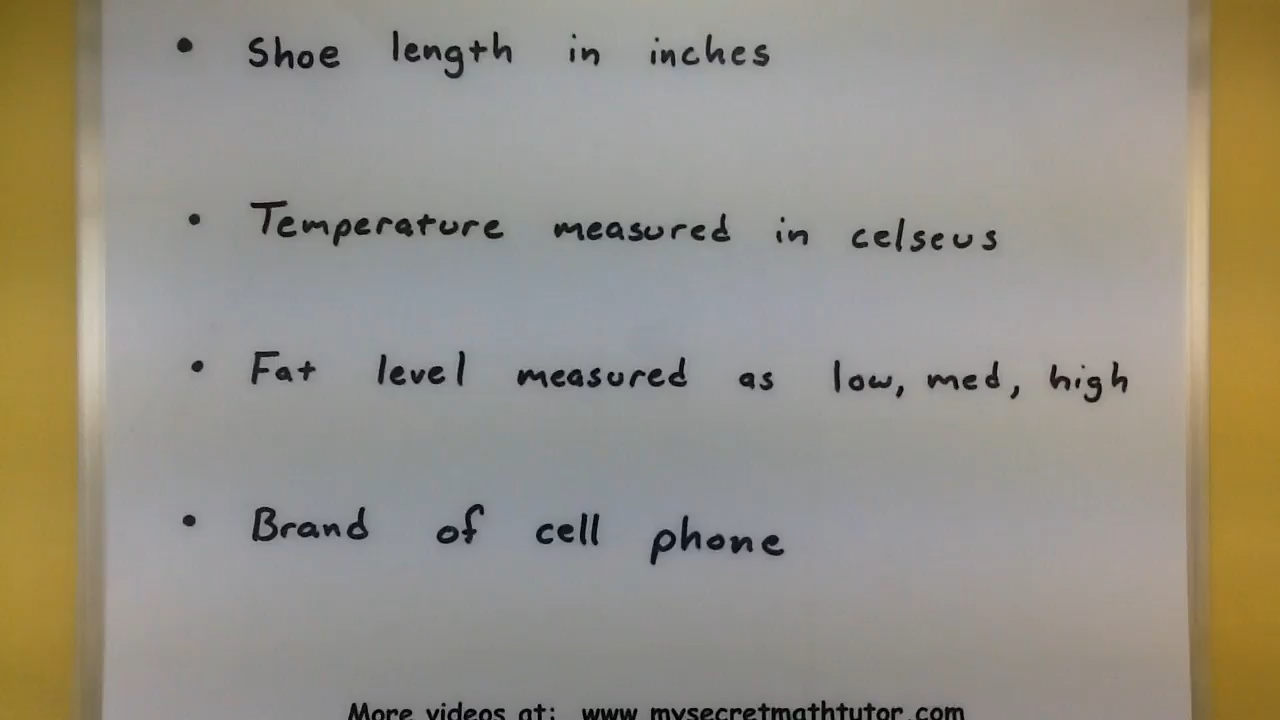 • Shoe length in inches
• Temperature measured in celseus
• Fat level measured as low, med, high
• Brand of cell phone
More videos at: www.mysecretmathtutor.com